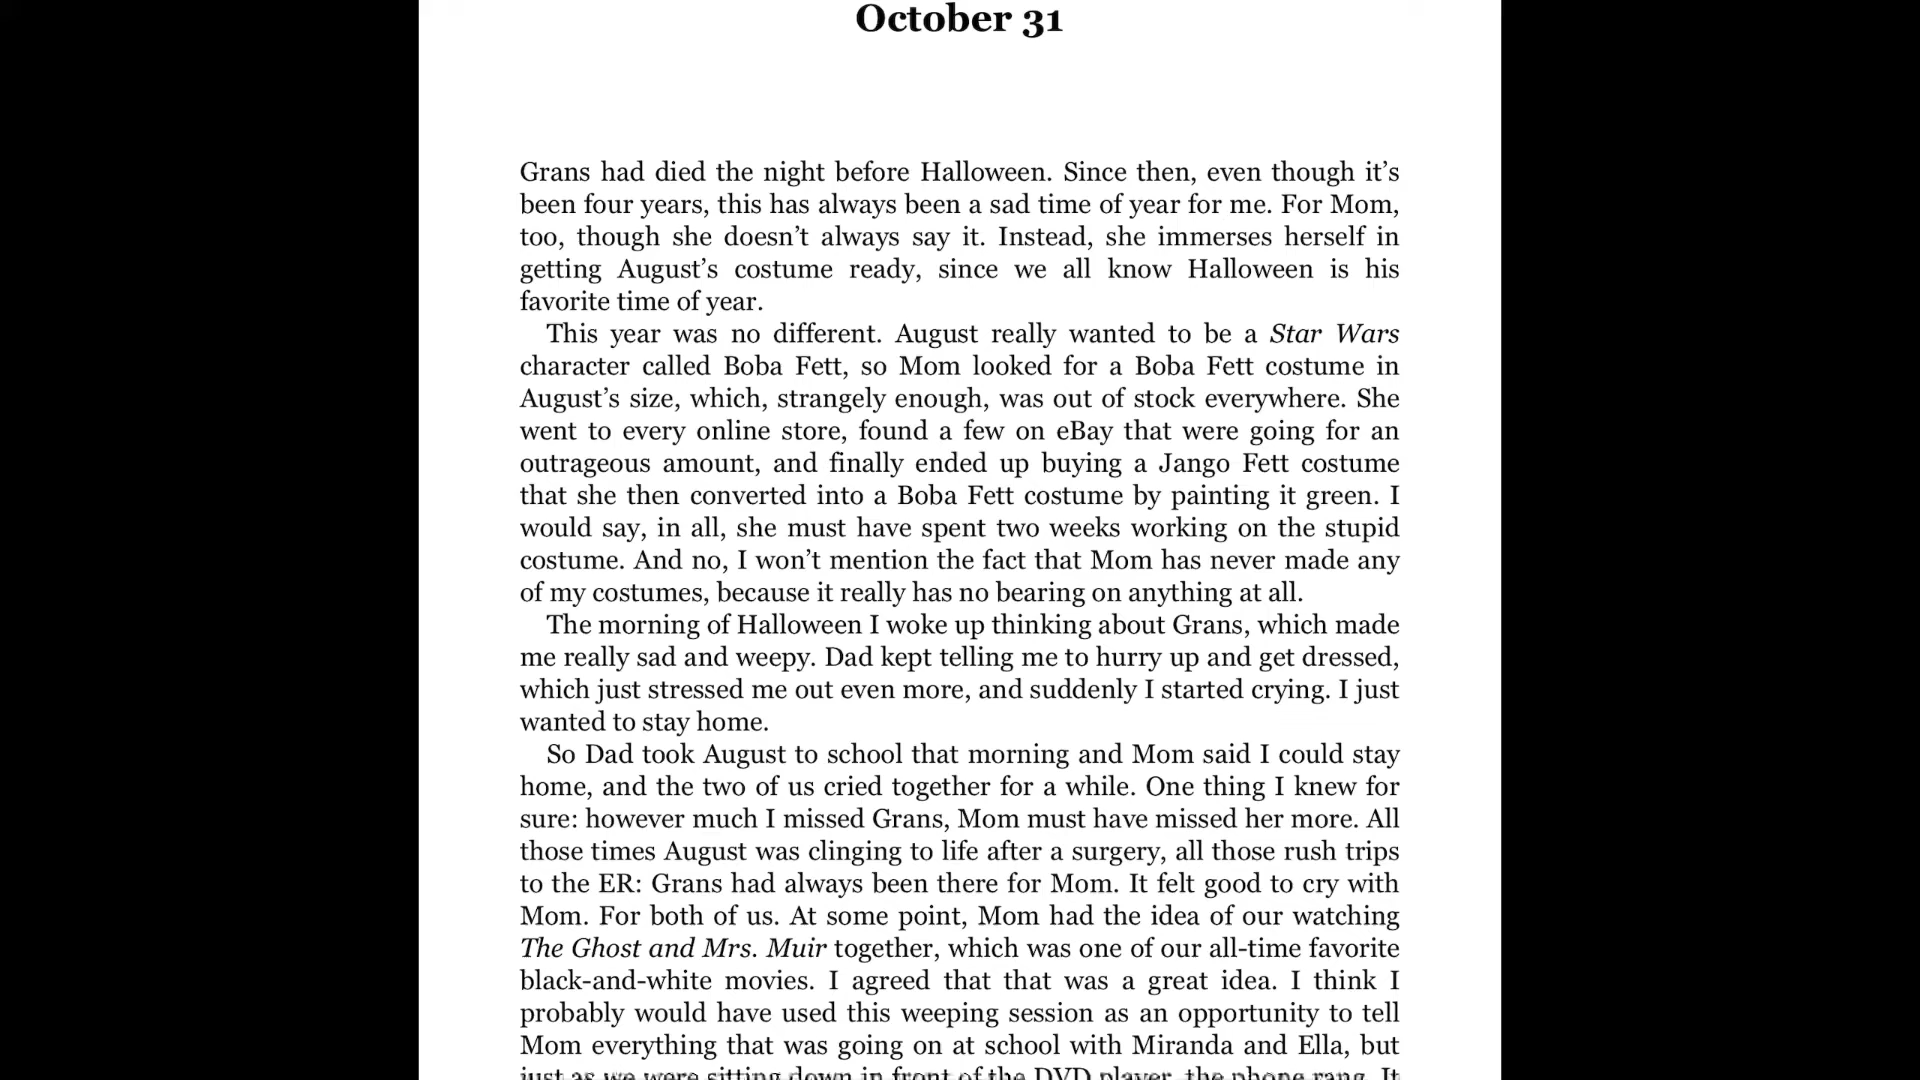 October 31
Grans had died the night before Halloween. Since then, even though it’s
been four years, this has always been a sad time of year for me. For Mom,
too, though she doesn’t always say it. Instead, she immerses herself in
getting August’s costume ready, since we all know Halloween is his
favorite time of year.
This year was no different. August really wanted to be a Star Wars
character called Boba Fett, so Mom looked for a Boba Fett costume in
August’s size, which, strangely enough, was out of stock everywhere. She
went to every online store, found a few on eBay that were going for an
outrageous amount, and finally ended up buying a Jango Fett costume
that she then converted into a Boba Fett costume by painting it green. I
would say, in all, she must have spent two weeks working on the stupid
costume. And no, I won’t mention the fact that Mom has never made any
of my costumes, because it really has no bearing on anything at all.
The morning of Halloween I woke up thinking about Grans, which made
me really sad and weepy. Dad kept telling me to hurry up and get dressed,
which just stressed me out even more, and suddenly I started crying. I just
wanted to stay home.
So Dad took August to school that morning and Mom said I could stay
home, and the two of us cried together for a while. One thing I knew for
sure: however much I missed Grans, Mom must have missed her more. All
those times August was clinging to life after a surgery, all those rush trips
to the ER: Grans had always been there for Mom. It felt good to cry with
Mom. For both of us. At some point, Mom had the idea of our watching
The Ghost and Mrs. Muir together, which was one of our all-time favorite
black-and-white movies. I agreed that that was a great idea. I think I
probably would have used this weeping session as an opportunity to tell
Mom everything that was going on at school with Miranda and Ella, but
just as we were sitting down in front of the DVD player, the phone rang. It